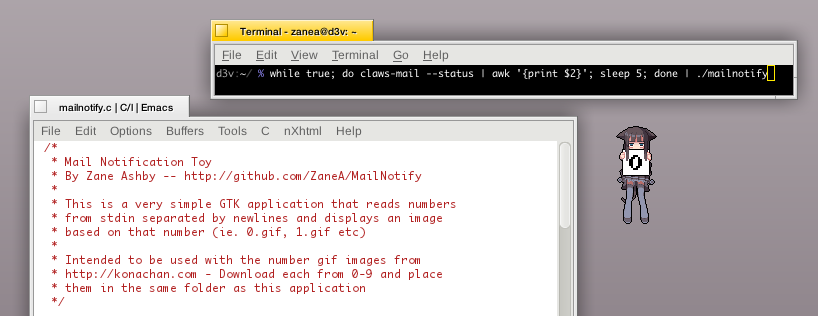 Terminal - zanea@d3v: ~
File Edit View Terminal Go Help
d3v:~/ % while true; do claws-mail --status | awk '{print $2}'; sleep 5; done | ./mailnotify
mailnotify.c | C/l | Emacs
File Edit Options Buffers Tools C nXhtml Help
/*
* Mail Notification Toy
* By Zane Ashby -- http://github.com/ZaneA/MailNotify
*
* This is a very simple GTK application that reads numbers
* from stdin separated by newlines and displays an image
* based on that number (ie. 0.gif, 1.gif etc)
*
* Intended to be used with the number gif images from
* http://konachan.com - Download each from 0-9 and place
* them in the same folder as this application
*/
0